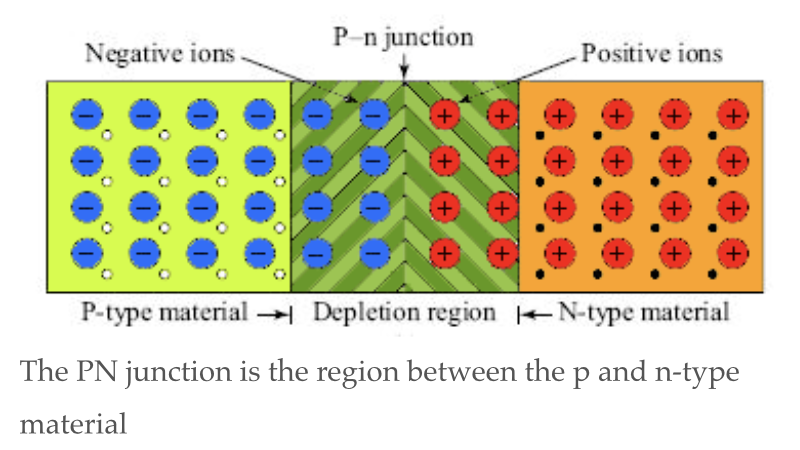 P–n junction
Negative ions
Positive ions
P-type material
Depletion region
N-type material
The PN junction is the region between the p and n-type
material